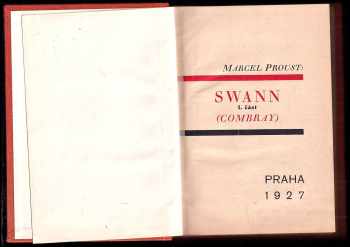 MARCEL PROUST:
SWANN
I. část
(COMBRAY)
PRAHA
1927